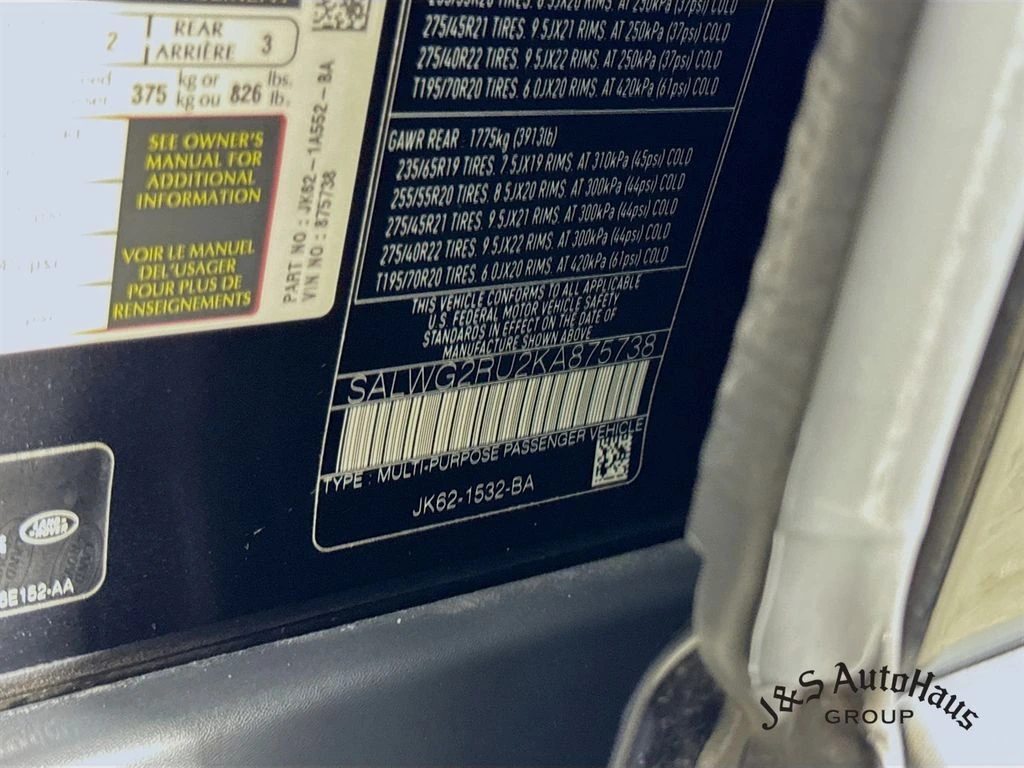 2 REAR ARRIÈRE 3
375 kg or kg ou 826 lbs. lb.
SEE OWNER'S
MANUAL FOR
ADDITIONAL
INFORMATION
VOIR LE MANUEL
DEL'USAGER
POUR PLUS DE
RENSEIGNEMENTS
PART NO : JK62-1A552-BA
VIN NO : 875738
275/45R21 TIRES. 9.5JX21 RIMS. AT 250kPa (37psi) COLD
275/40R22 TIRES. 9.5JX22 RIMS. AT 250kPa (37psi) COLD
T195/70R20 TIRES. 6.0JX20 RIMS. AT 420kPa (61psi) COLD
GAWR REAR : 1775kg (3913lb)
235/65R19 TIRES. 7.5JX19 RIMS. AT 310kPa (45psi) COLD
255/55R20 TIRES. 8.5JX20 RIMS. AT 300kPa (44psi) COLD
275/45R21 TIRES. 9.5JX21 RIMS. AT 300kPa (44psi) COLD
275/40R22 TIRES. 9.5JX22 RIMS. AT 300kPa (44psi) COLD
T195/70R20 TIRES. 6.0JX20 RIMS. AT 420kPa (61psi) COLD
THIS VEHICLE CONFORMS TO ALL APPLICABLE
U.S. FEDERAL MOTOR VEHICLE SAFETY
STANDARDS IN EFFECT ON THE DATE OF
MANUFACTURE SHOWN ABOVE
SALWG2RU2KA875738
TYPE : MULTI-PURPOSE PASSENGER VEHICLE
JK62-1532-BA
LAND
ROVER
J&S AutoHaus
GROUP